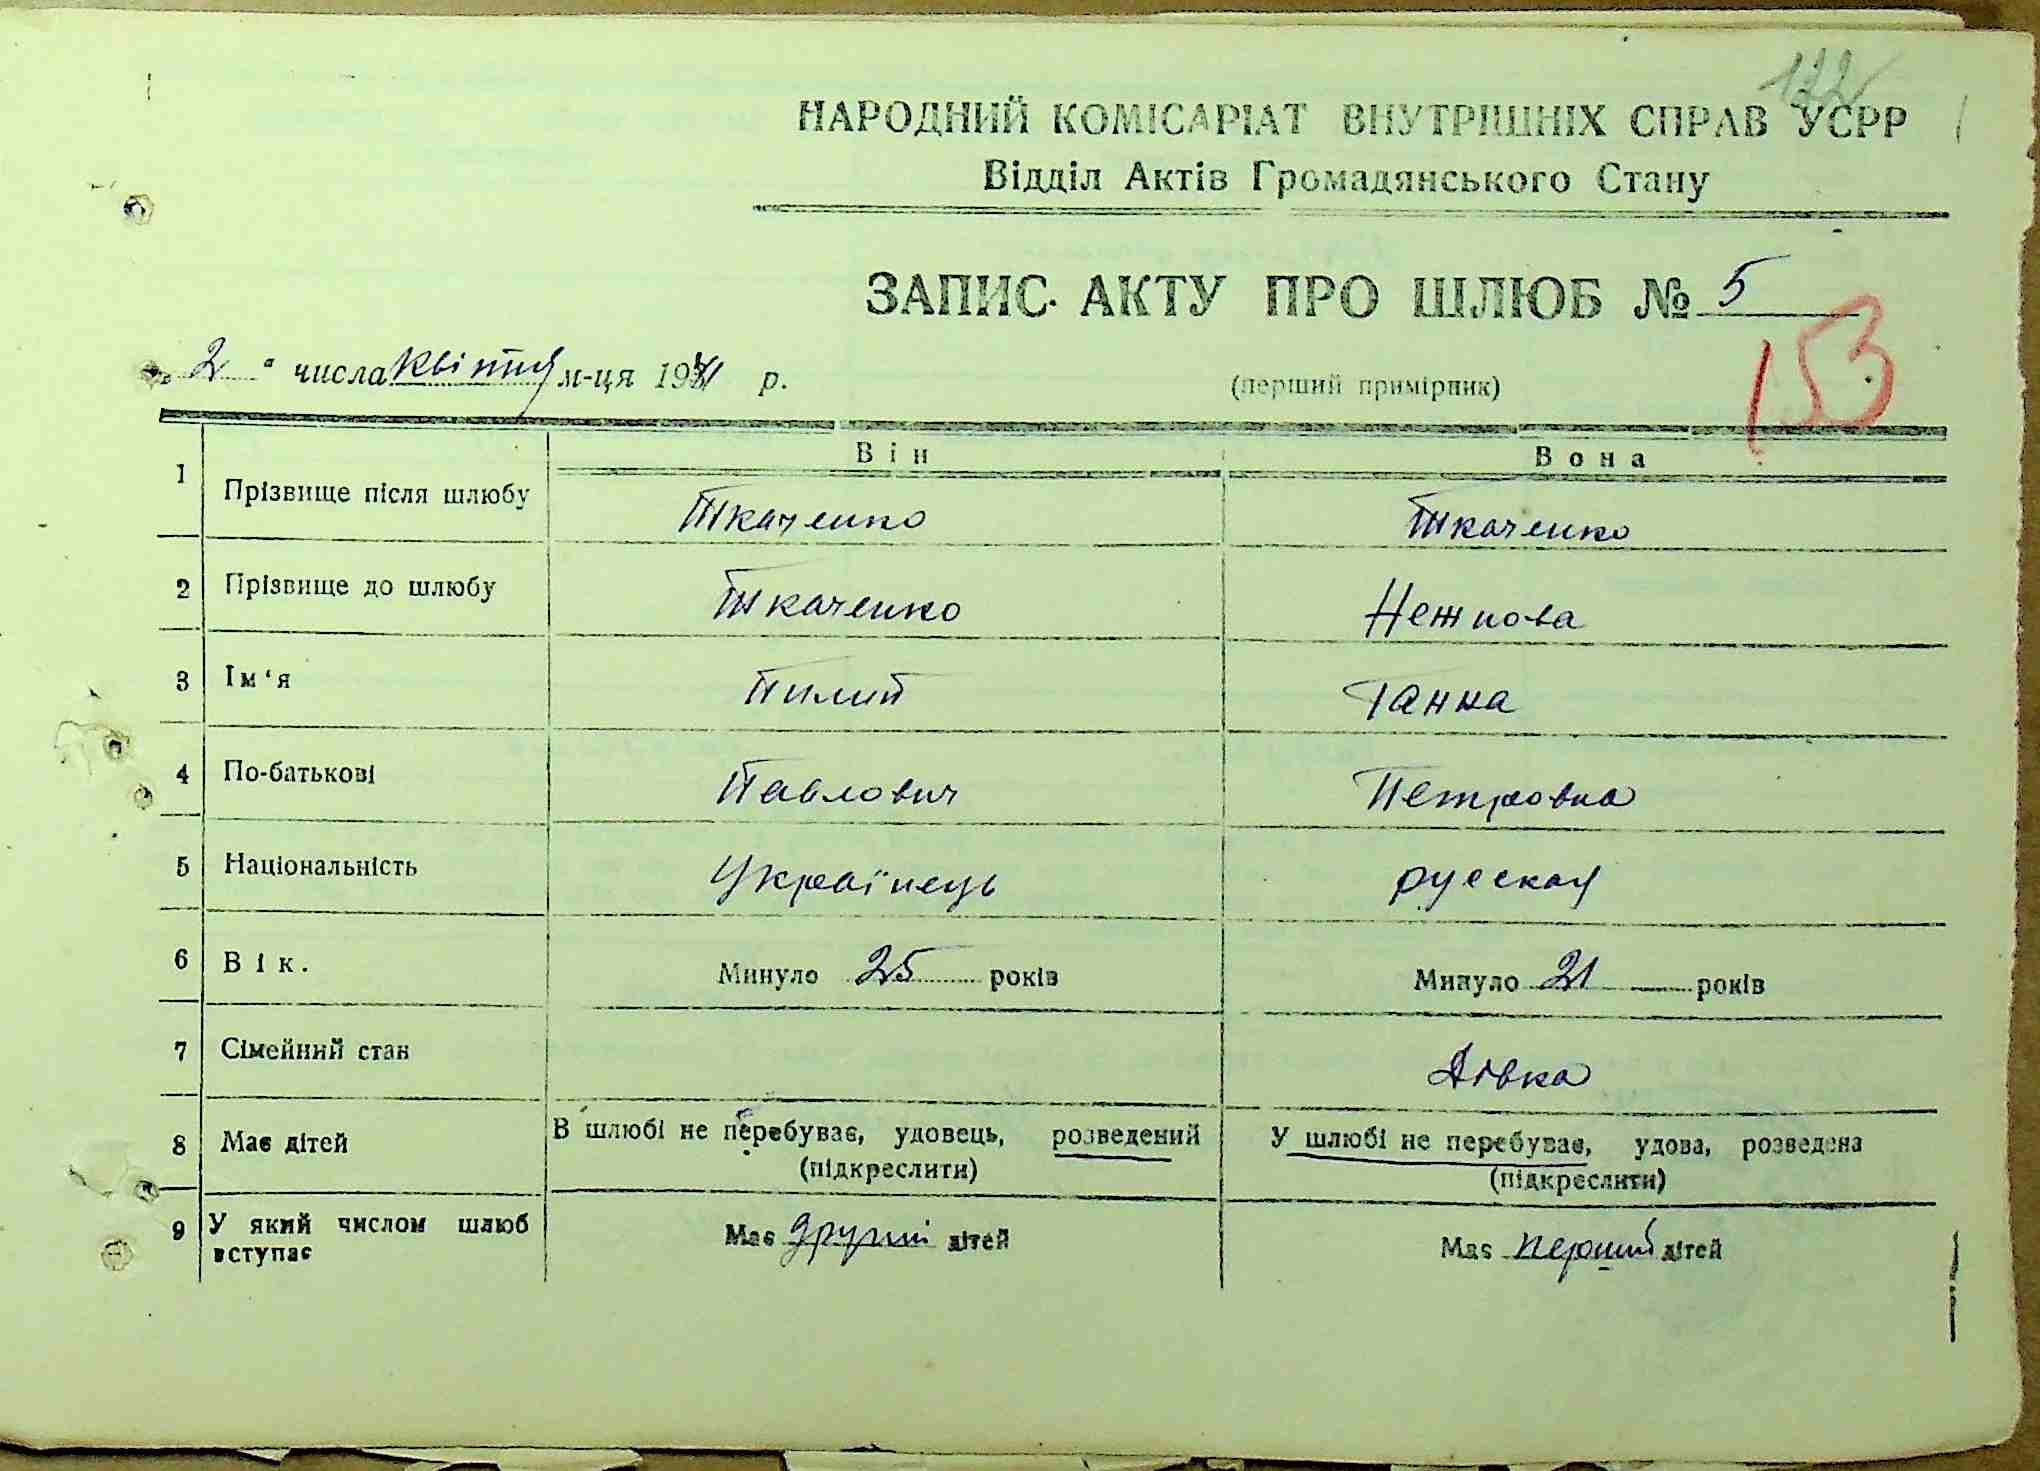 122
НАРОДНИЙ КОМІСАРІАТ ВНУТРІШНІХ СПРАВ УСРР
Відділ Актів Громадянського Стану
ЗАПИС АКТУ ПРО ШЛЮБ № 5
153
„ 2 " числа квітня м-ця 1941 р.
(перший примірник)
Він Вона
1 Прізвище після шлюбу Ткаченко Ткаченко
2 Прізвище до шлюбу Ткаченко Нежнова
3 Ім‘я Пилип Ганна
4 По-батькові Павлович Петровна
5 Національність Українець русская
6 Вік. Минуло 25 років Минуло 21 років
7 Сімейний стан Дівка
8 Має дітей В шлюбі не перебуває, удовець, розведений У шлюбі не перебуває, удова, розведена
(підкреслити) (підкреслити)
9 У який числом шлюб Має другий дітей Має перший дітей
вступає